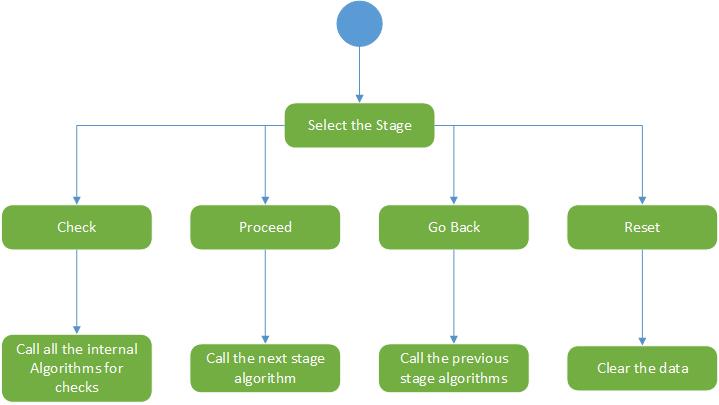 Select the Stage
Check
Proceed
Go Back
Reset
Call all the internal
Algorithms for
checks
Call the next stage
algorithm
Call the previous
stage algorithms
Clear the data